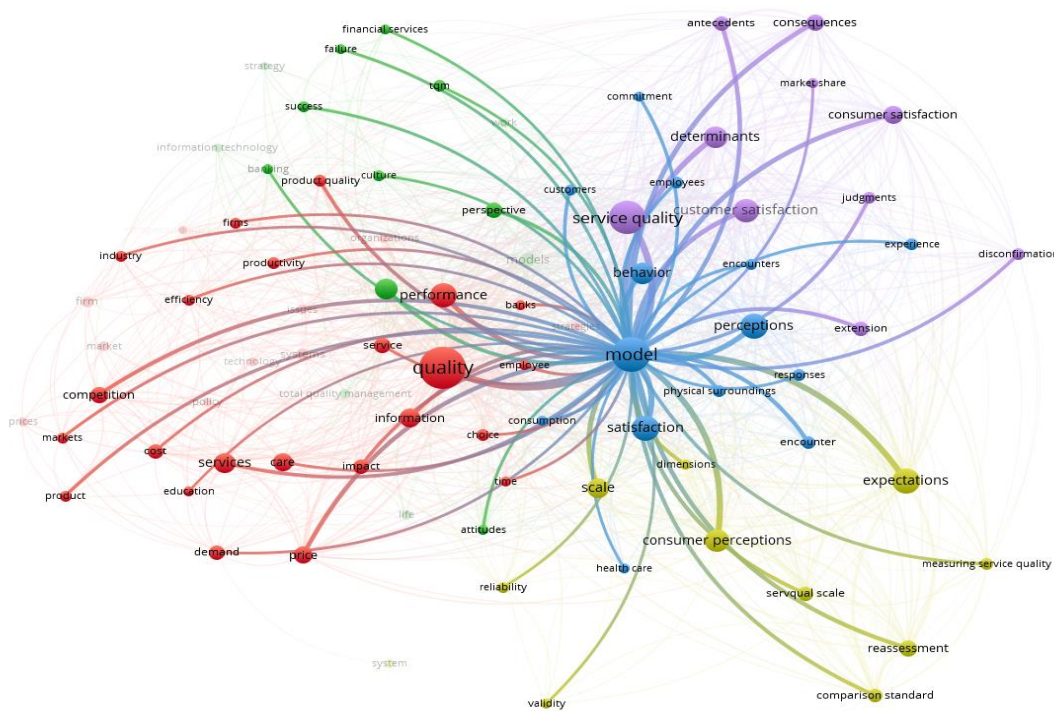 antecedents
consequences
financial services
failure
strategy
tqm
market share
commitment
success
consumer satisfaction
work
determinants
information technology
banking
product quality
culture
customers
employees
judgments
perspective
service quality
customer satisfaction
firms
organizations
experience
industry
productivity
models
disconfirmation
behavior
encounters
performance
efficiency
firm
issues
banks
strategies
perceptions
extension
market
service
technology
systems
model
quality
employee
responses
competition
policy
total quality management
physical surroundings
prices
information
consumption
satisfaction
markets
choice
encounter
cost
services
care
impact
dimensions
product
education
time
scale
expectations
life
attitudes
demand
price
consumer perceptions
health care
measuring service quality
reliability
servqual scale
reassessment
system
comparison standard
validity